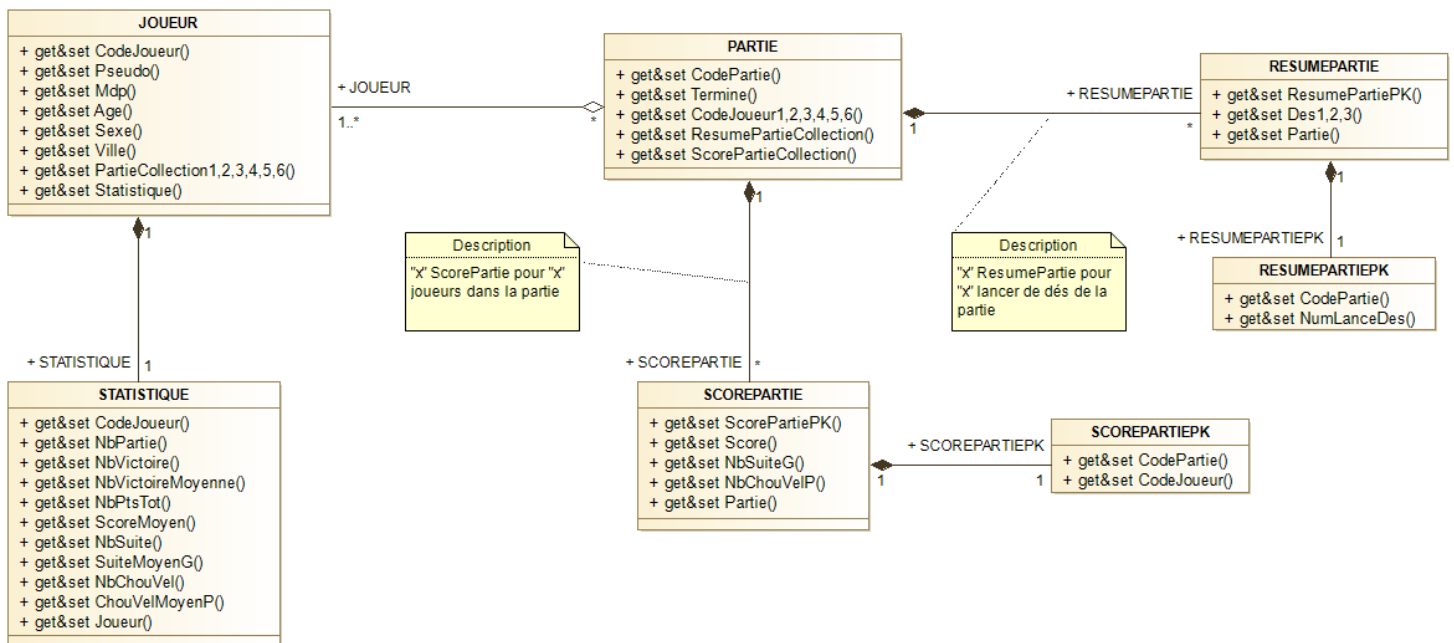 JOUEUR
+ get&set CodeJoueur()
+ get&set Pseudo()
+ get&set Mdp()
+ get&set Age()
+ get&set Sexe()
+ get&set Ville()
+ get&set PartieCollection1,2,3,4,5,6()
+ get&set Statistique()
+ JOUEUR
1..*
*
PARTIE
+ get&set CodePartie()
+ get&set Termine()
+ get&set CodeJoueur1,2,3,4,5,6()
+ get&set ResumePartieCollection()
+ get&set ScorePartieCollection()
1
+ RESUMEPARTIE
*
RESUMEPARTIE
+ get&set ResumePartiePK()
+ get&set Des1,2,3()
+ get&set Partie()
1
1
1
Description
"x" ScorePartie pour "x"
joueurs dans la partie
Description
"x" ResumePartie pour
"x" lancer de dés de la
partie
+ RESUMEPARTIEPK
1
RESUMEPARTIEPK
+ get&set CodePartie()
+ get&set NumLanceDes()
+ STATISTIQUE
1
STATISTIQUE
+ get&set CodeJoueur()
+ get&set NbPartie()
+ get&set NbVictoire()
+ get&set NbVictoireMoyenne()
+ get&set NbPtsTot()
+ get&set ScoreMoyen()
+ get&set NbSuite()
+ get&set SuiteMoyenG()
+ get&set NbChouVel()
+ get&set ChouVelMoyenP()
+ get&set Joueur()
+ SCOREPARTIE
*
SCOREPARTIE
+ get&set ScorePartiePK()
+ get&set Score()
+ get&set NbSuiteG()
+ get&set NbChouVelP()
+ get&set Partie()
1
+ SCOREPARTIEPK
1
SCOREPARTIEPK
+ get&set CodePartie()
+ get&set CodeJoueur()